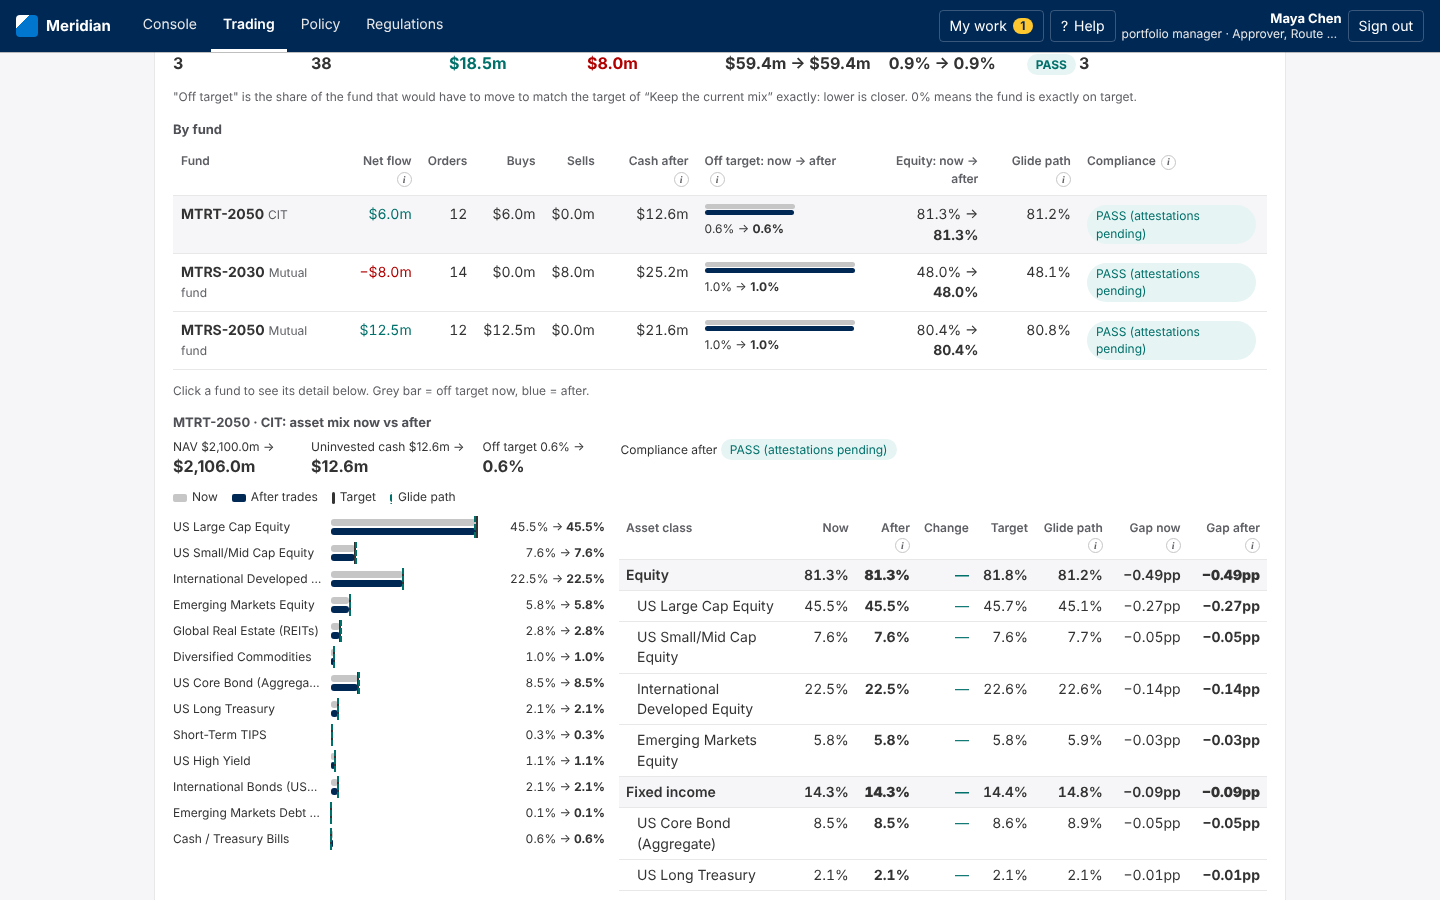 Meridian Console Trading Policy Regulations My work 1 ? Help Maya Chen Sign out
portfolio manager · Approver, Route ...
3 38 $18.5m $8.0m $59.4m → $59.4m 0.9% → 0.9% PASS 3
"Off target" is the share of the fund that would have to move to match the target of “Keep the current mix” exactly: lower is closer. 0% means the fund is exactly on target.
By fund
Fund Net flow i Orders Buys Sells Cash after i Off target: now → after i Equity: now → after Glide path i Compliance i
MTRT-2050 CIT $6.0m 12 $6.0m $0.0m $12.6m 0.6% → 0.6% 81.3% → 81.3% 81.2% PASS (attestations pending)
MTRS-2030 Mutual fund −$8.0m 14 $0.0m $8.0m $25.2m 1.0% → 1.0% 48.0% → 48.0% 48.1% PASS (attestations pending)
MTRS-2050 Mutual fund $12.5m 12 $12.5m $0.0m $21.6m 1.0% → 1.0% 80.4% → 80.4% 80.8% PASS (attestations pending)
Click a fund to see its detail below. Grey bar = off target now, blue = after.
MTRT-2050 · CIT: asset mix now vs after
NAV $2,100.0m → Uninvested cash $12.6m → Off target 0.6% → Compliance after PASS (attestations pending)
$2,106.0m $12.6m 0.6%
Now After trades Target Glide path
US Large Cap Equity 45.5% → 45.5%
US Small/Mid Cap Equity 7.6% → 7.6%
International Developed ... 22.5% → 22.5%
Emerging Markets Equity 5.8% → 5.8%
Global Real Estate (REITs) 2.8% → 2.8%
Diversified Commodities 1.0% → 1.0%
US Core Bond (Aggrega... 8.5% → 8.5%
US Long Treasury 2.1% → 2.1%
Short-Term TIPS 0.3% → 0.3%
US High Yield 1.1% → 1.1%
International Bonds (US... 2.1% → 2.1%
Emerging Markets Debt ... 0.1% → 0.1%
Cash / Treasury Bills 0.6% → 0.6%
Asset class Now After i Change Target Glide path i Gap now i Gap after i
Equity 81.3% 81.3% — 81.8% 81.2% −0.49pp −0.49pp
US Large Cap Equity 45.5% 45.5% — 45.7% 45.1% −0.27pp −0.27pp
US Small/Mid Cap Equity 7.6% 7.6% — 7.6% 7.7% −0.05pp −0.05pp
International Developed Equity 22.5% 22.5% — 22.6% 22.6% −0.14pp −0.14pp
Emerging Markets Equity 5.8% 5.8% — 5.8% 5.9% −0.03pp −0.03pp
Fixed income 14.3% 14.3% — 14.4% 14.8% −0.09pp −0.09pp
US Core Bond (Aggregate) 8.5% 8.5% — 8.6% 8.9% −0.05pp −0.05pp
US Long Treasury 2.1% 2.1% — 2.1% 2.1% −0.01pp −0.01pp